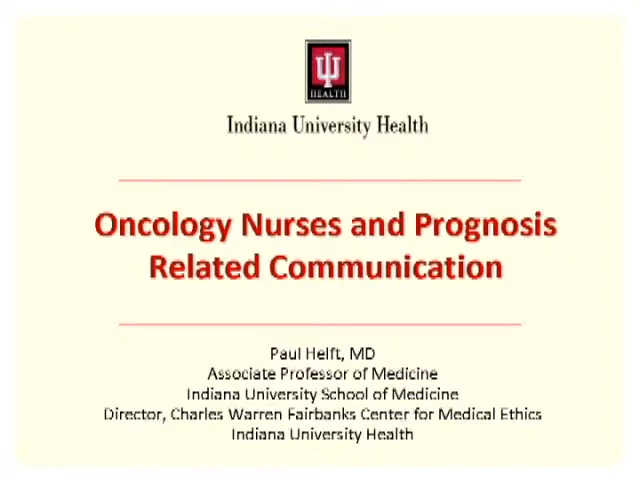 HEALTH
Indiana University Health
Oncology Nurses and Prognosis
Related Communication
Paul Helft, MD
Associate Professor of Medicine
Indiana University School of Medicine
Director, Charles Warren Fairbanks Center for Medical Ethics
Indiana University Health